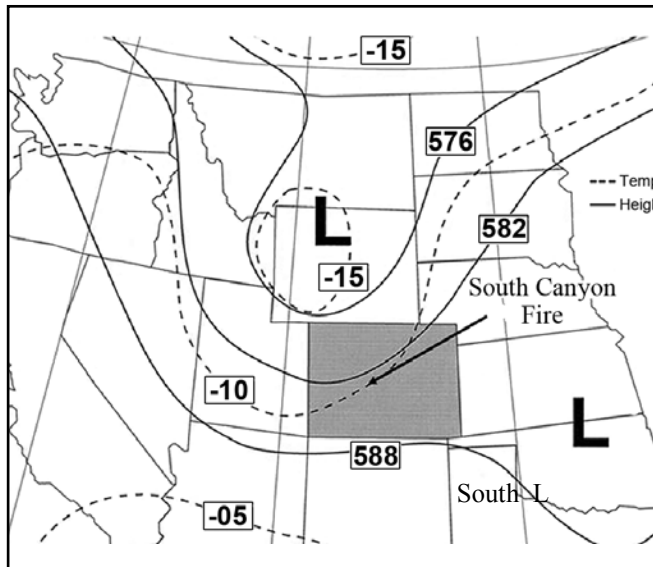 -15
576
Temp
Heigh
582
L
-15
South Canyon
Fire
-10
588
L
South L
-05